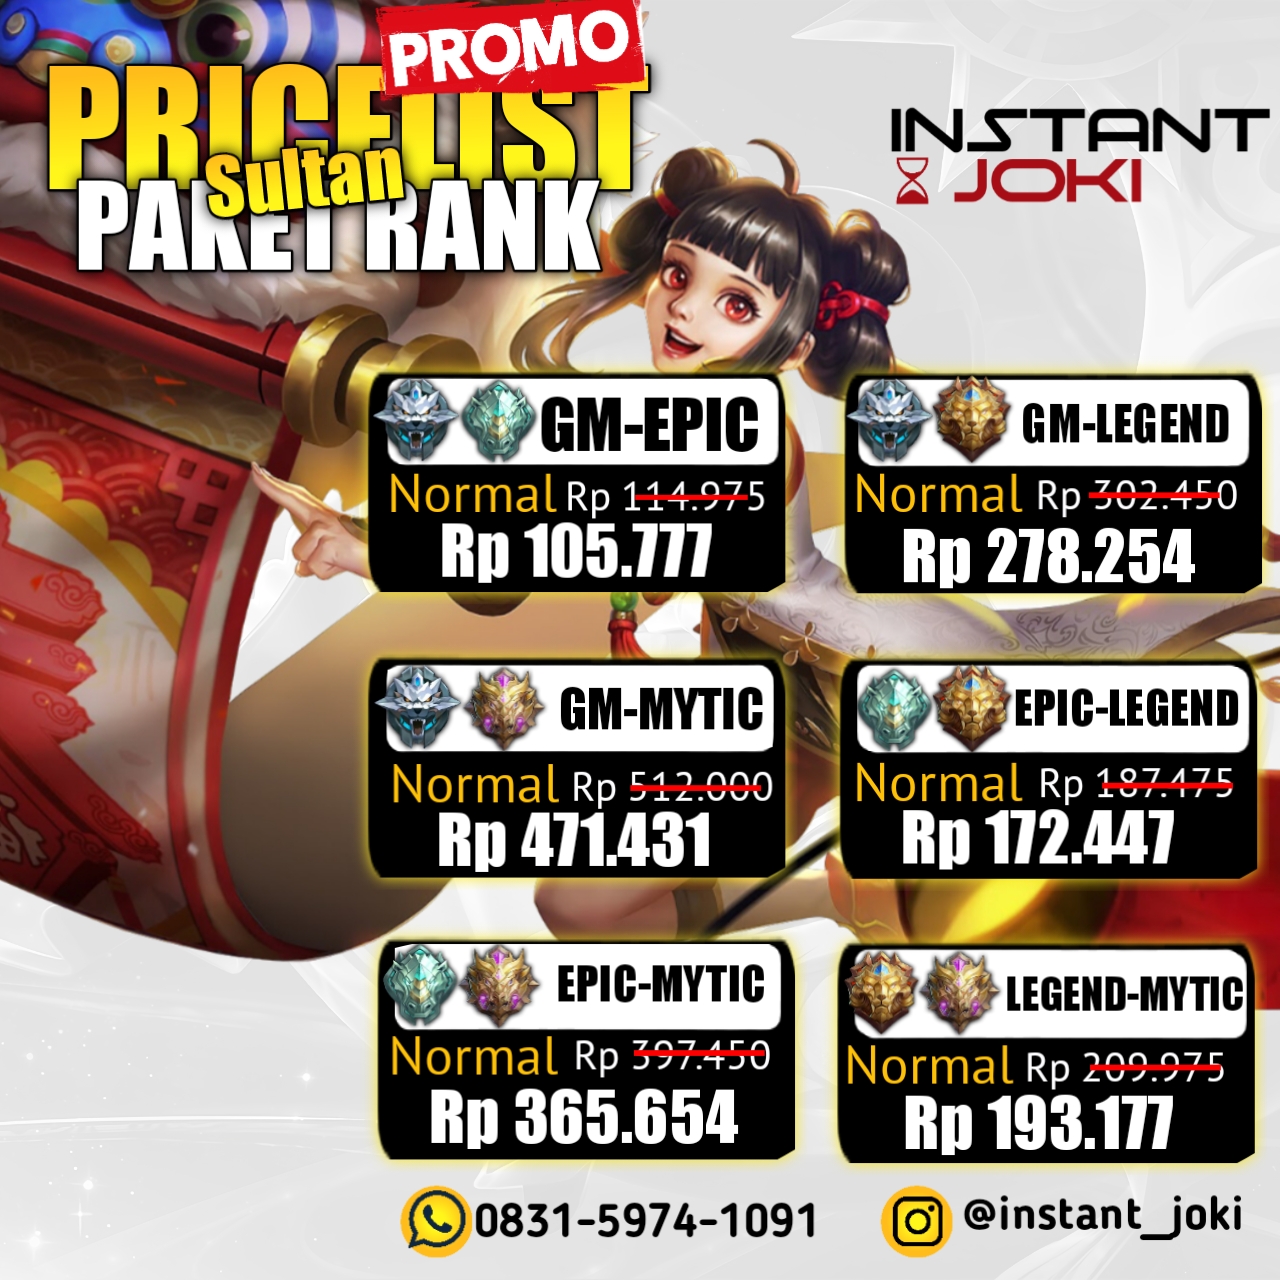 PROMO
PRICELIST
Sultan
PAKET RANK
INSTANT
JOKI
GM-EPIC
Normal Rp 114.975
Rp 105.777
GM-LEGEND
Normal Rp 302.450
Rp 278.254
GM-MYTIC
Normal Rp 512.000
Rp 471.431
EPIC-LEGEND
Normal Rp 187.475
Rp 172.447
EPIC-MYTIC
Normal Rp 397.450
Rp 365.654
LEGEND-MYTIC
Normal Rp 209.975
Rp 193.177
0831-5974-1091
@instant_joki